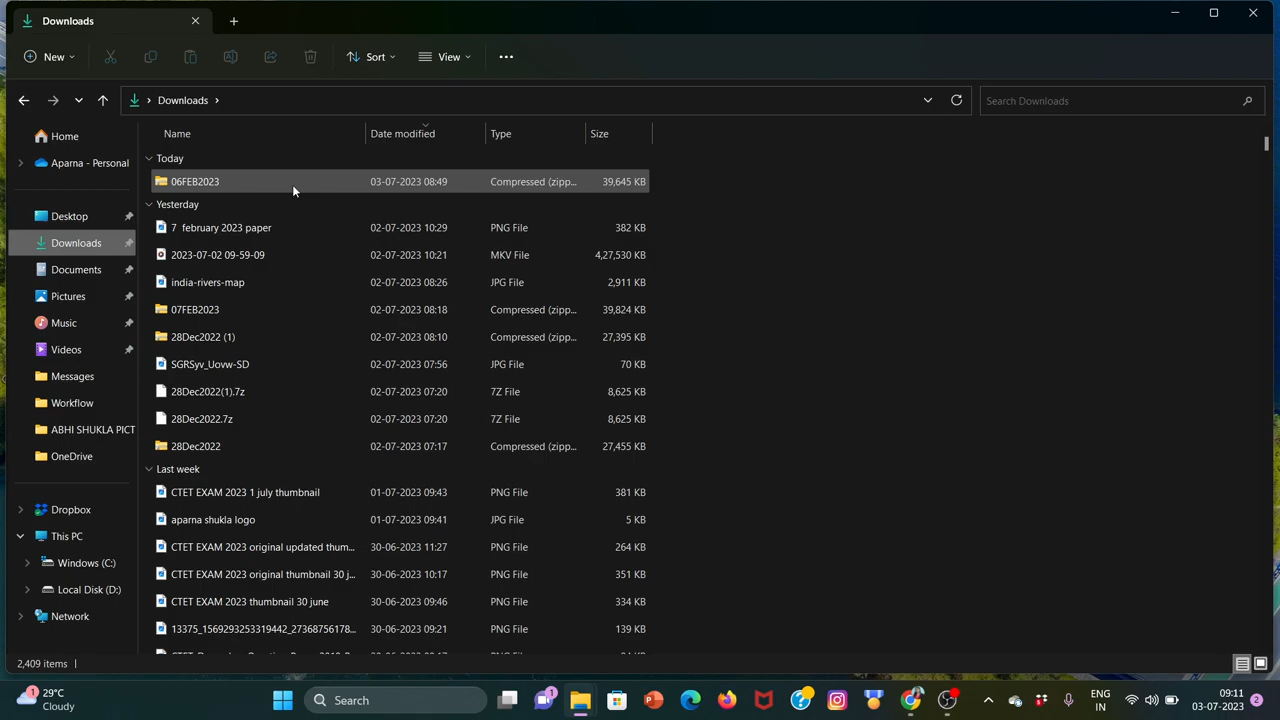 Downloads
New
Sort
View
Downloads
Search Downloads
Home
Aparna - Personal
Desktop
Downloads
Documents
Pictures
Music
Videos
Messages
Workflow
ABHI SHUKLA PICT
OneDrive
Dropbox
This PC
Windows (C:)
Local Disk (D:)
Network
Name Date modified Type Size
Today
06FEB2023 03-07-2023 08:49 Compressed (zipp... 39,645 KB
Yesterday
7 february 2023 paper 02-07-2023 10:29 PNG File 382 KB
2023-07-02 09-59-09 02-07-2023 10:21 MKV File 4,27,530 KB
india-rivers-map 02-07-2023 08:26 JPG File 2,911 KB
07FEB2023 02-07-2023 08:18 Compressed (zipp... 39,824 KB
28Dec2022 (1) 02-07-2023 08:10 Compressed (zipp... 27,395 KB
SGRSyv_Uovw-SD 02-07-2023 07:56 JPG File 70 KB
28Dec2022(1).7z 02-07-2023 07:20 7Z File 8,625 KB
28Dec2022.7z 02-07-2023 07:20 7Z File 8,625 KB
28Dec2022 02-07-2023 07:17 Compressed (zipp... 27,455 KB
Last week
CTET EXAM 2023 1 july thumbnail 01-07-2023 09:43 PNG File 381 KB
aparna shukla logo 01-07-2023 09:41 JPG File 5 KB
CTET EXAM 2023 original updated thum... 30-06-2023 11:27 PNG File 264 KB
CTET EXAM 2023 original thumbnail 30 j... 30-06-2023 10:17 PNG File 351 KB
CTET EXAM 2023 thumbnail 30 june 30-06-2023 09:46 PNG File 334 KB
13375_1569293253319442_27368756178... 30-06-2023 09:21 PNG File 139 KB
2,409 items
1
29°C
Cloudy
Search
1
ENG
IN
09:11
03-07-2023
2